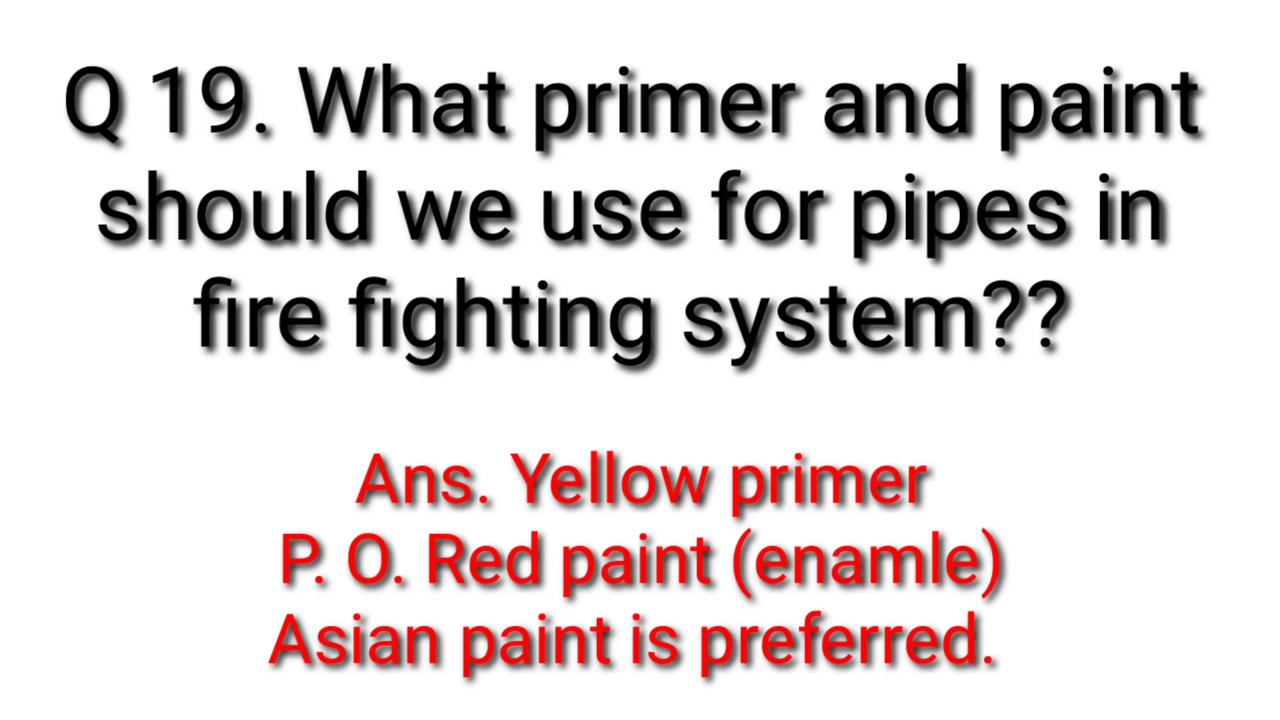 Q 19. What primer and paint
should we use for pipes in
fire fighting system??
Ans. Yellow primer
P. O. Red paint (enamle)
Asian paint is preferred.